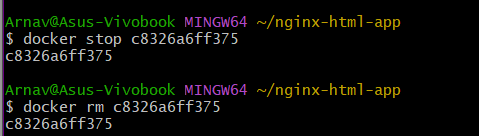 Arnav@Asus-Vivobook MINGW64 ~/nginx-html-app
$ docker stop c8326a6ff375
c8326a6ff375
Arnav@Asus-Vivobook MINGW64 ~/nginx-html-app
$ docker rm c8326a6ff375
c8326a6ff375